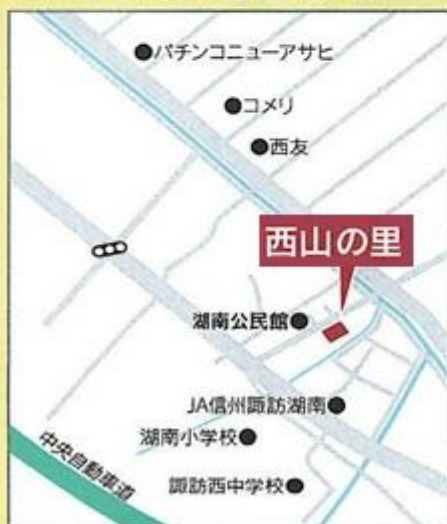 パチンコニューアサヒ
コメリ
西友
西山の里
湖南公民館
JA信州諏訪湖南
湖南小学校
中央自動車道
諏訪西中学校